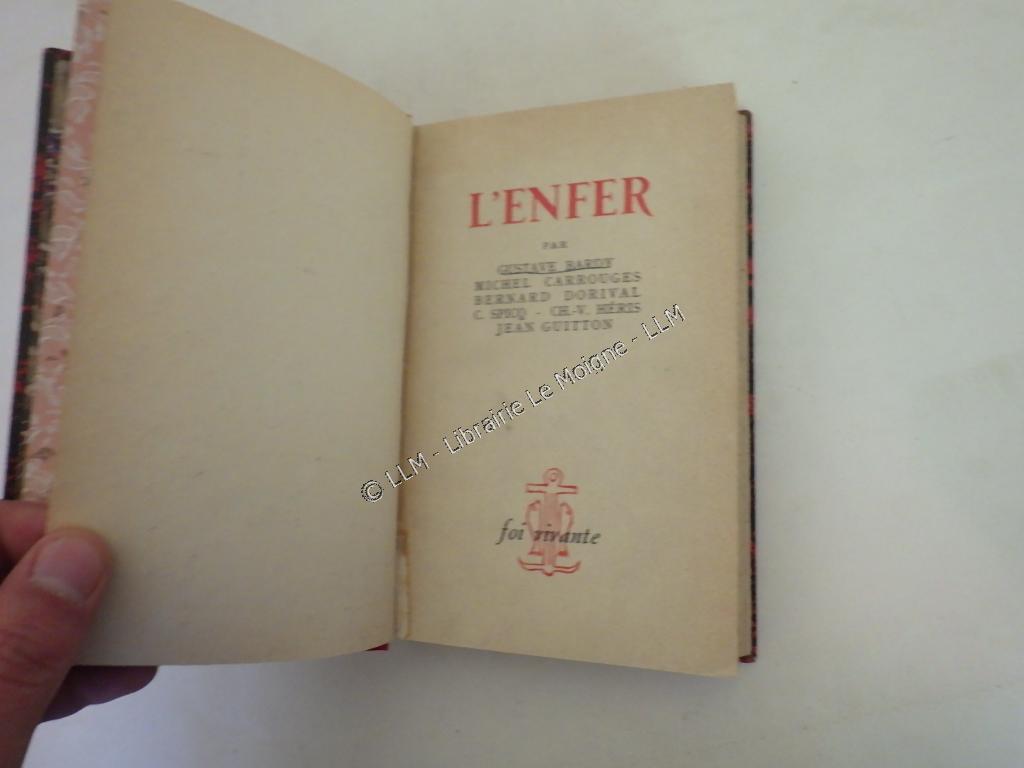 L'ENFER
PAR
GUSTAVE BARDY
MICHEL CARROUGES
BERNARD DORIVAL
C. SPICQ - CH.-V. HÉRIS
JEAN GUITTON
© LLM - Librairie Le Moigne - LLM
foi vivante